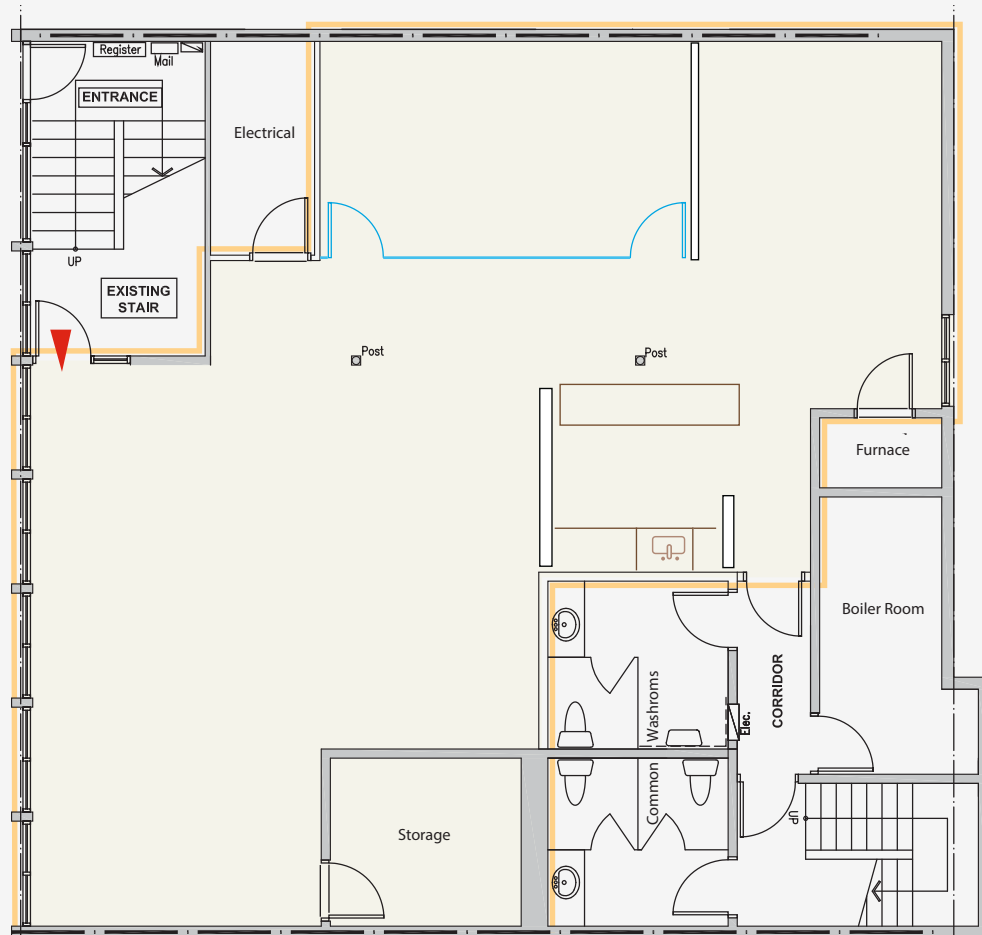 Register
Mail
ENTRANCE
Electrical
UP
EXISTING
STAIR
Post
Post
Furnace
Boiler Room
CORRIDOR
Washroms
Elec.
Common
UP
Storage